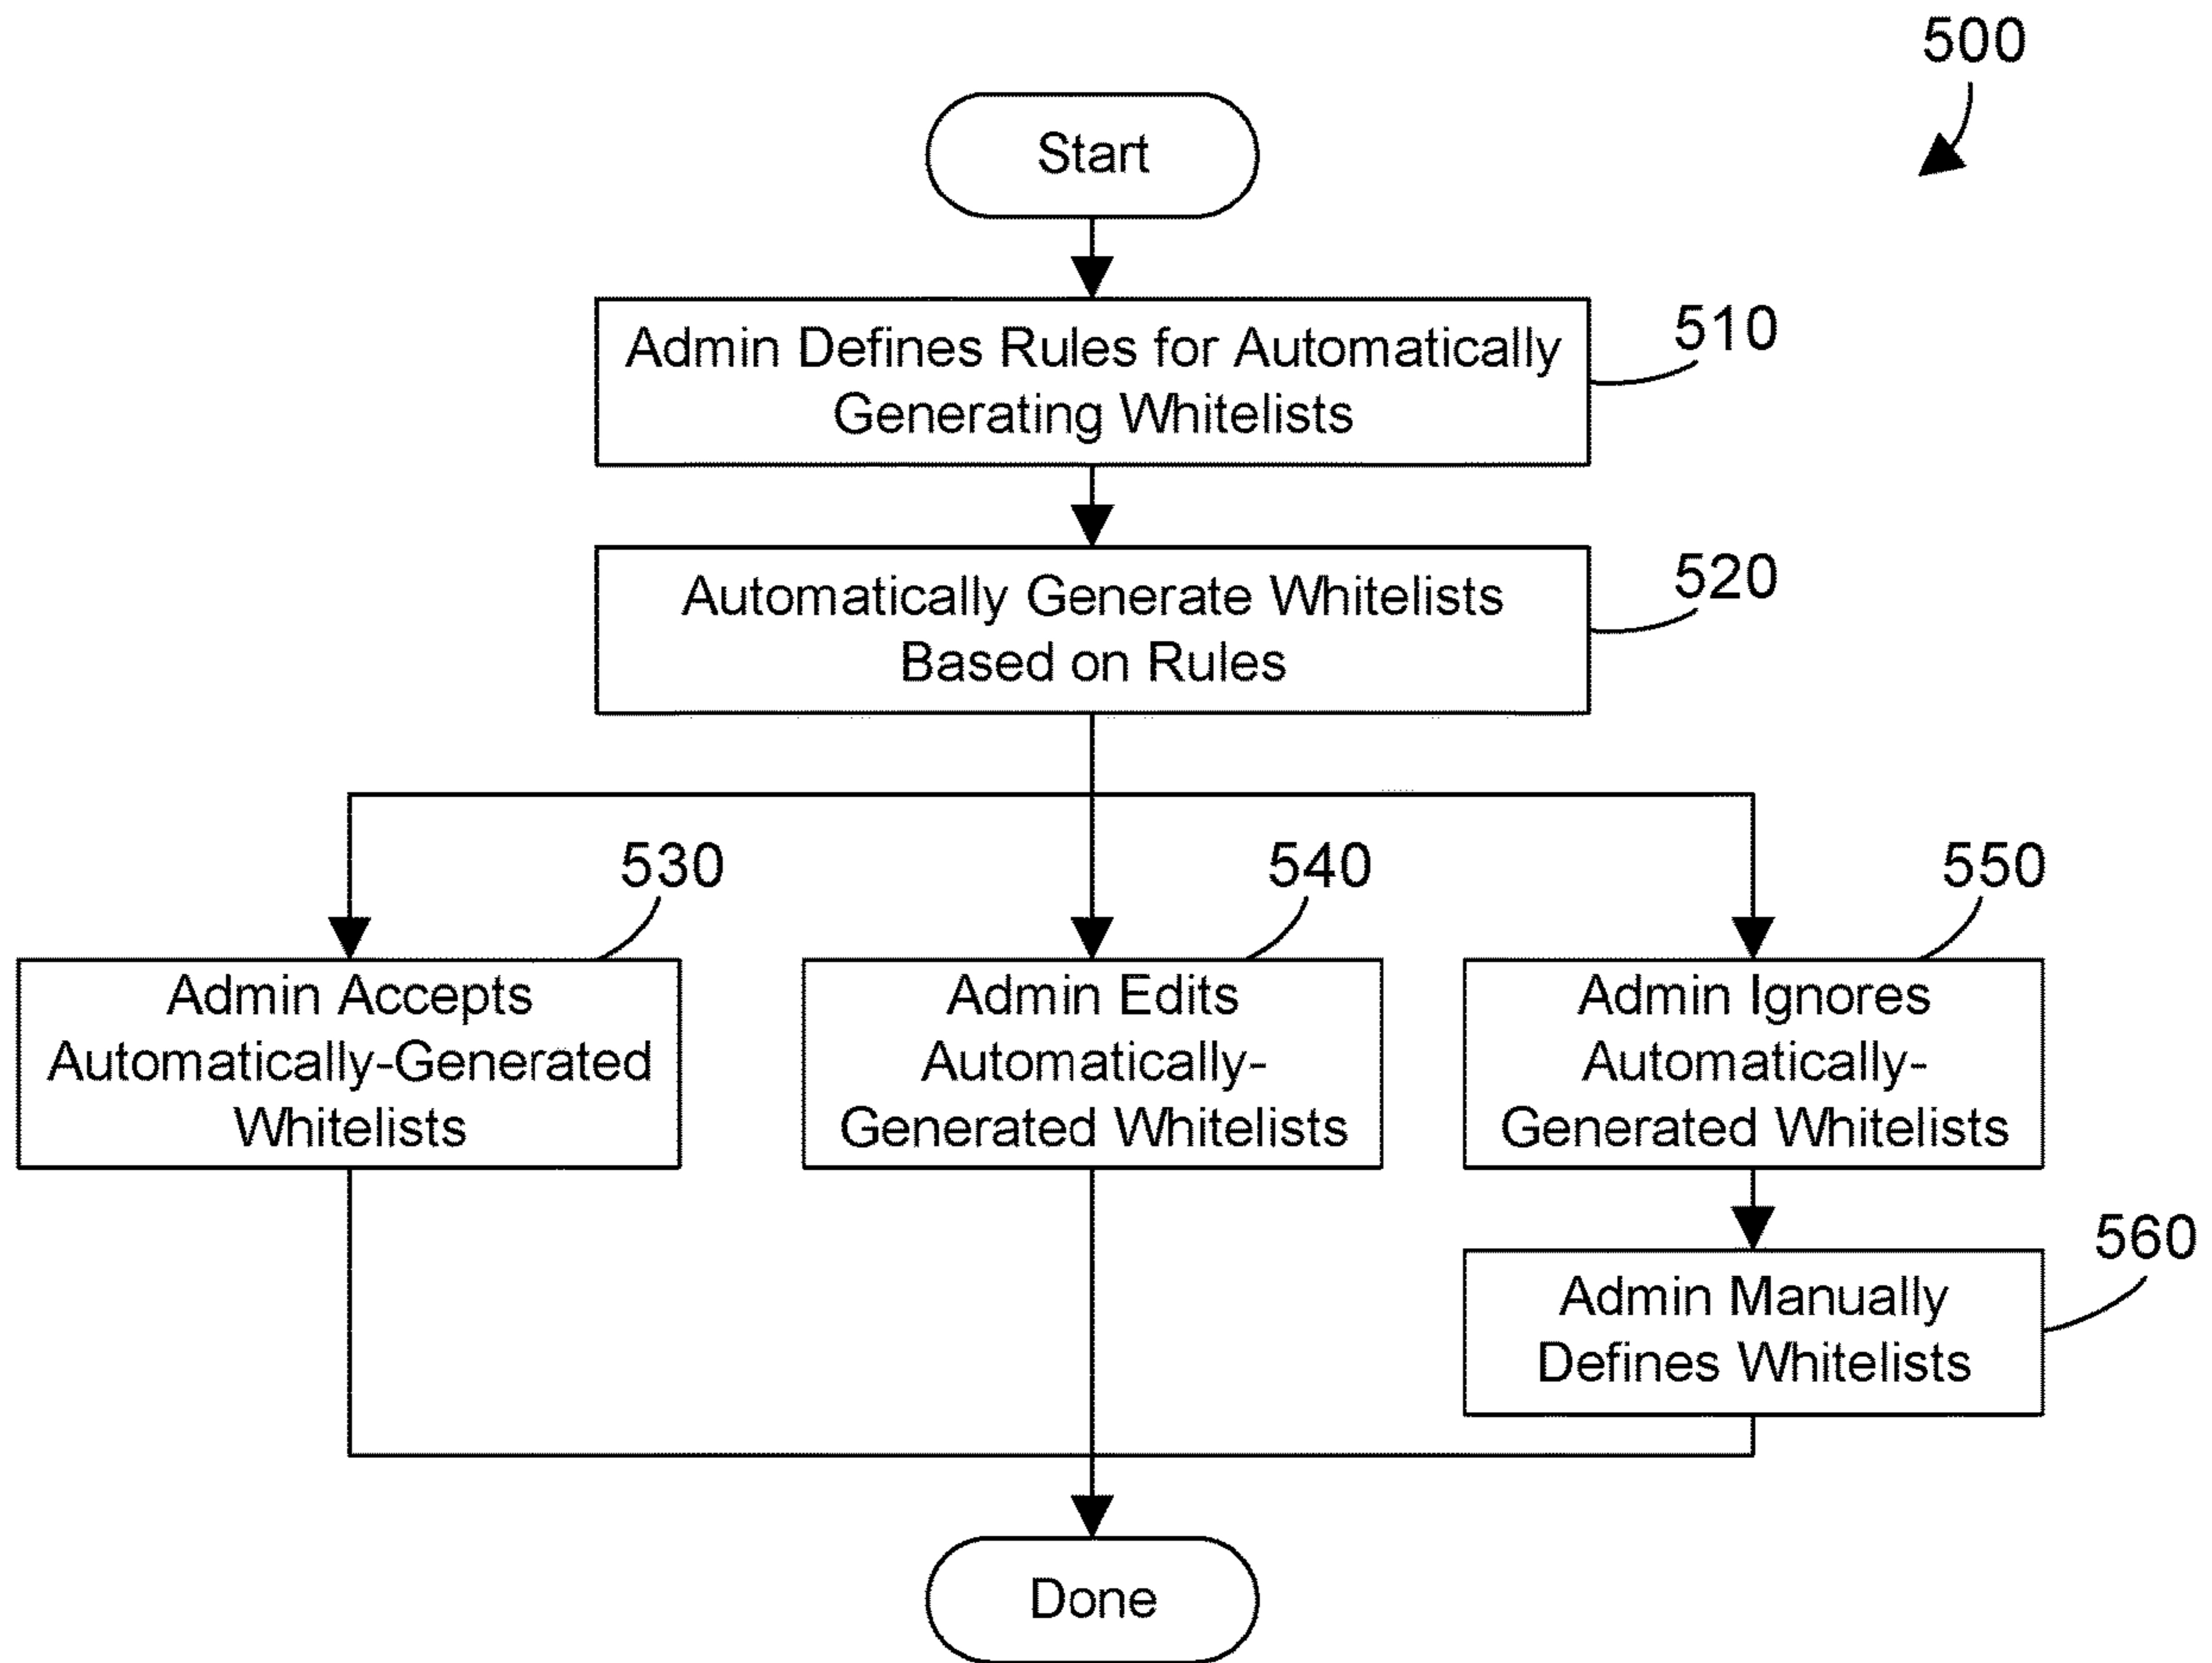 500
Start
Admin Defines Rules for Automatically
Generating Whitelists
510
Automatically Generate Whitelists
Based on Rules
520
530
Admin Accepts
Automatically-Generated
Whitelists
540
Admin Edits
Automatically-
Generated Whitelists
550
Admin Ignores
Automatically-
Generated Whitelists
560
Admin Manually
Defines Whitelists
Done